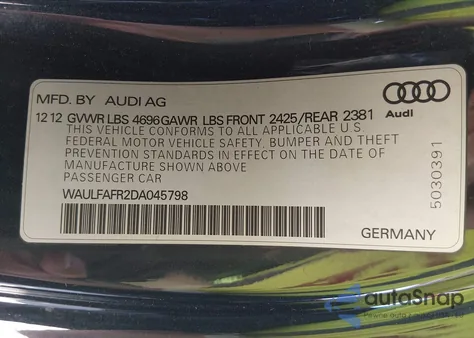 MFD. BY AUDI AG
12 12 GVWR LBS 4696 GAWR LBS FRONT 2425/REAR 2381
THIS VEHICLE CONFORMS TO ALL APPLICABLE U.S.
FEDERAL MOTOR VEHICLE SAFETY, BUMPER AND THEFT
PREVENTION STANDARDS IN EFFECT ON THE DATE OF
MANUFACTURE SHOWN ABOVE
PASSENGER CAR
WAULFAFR2DA045798
Audi
5030391
GERMANY
autoSnap